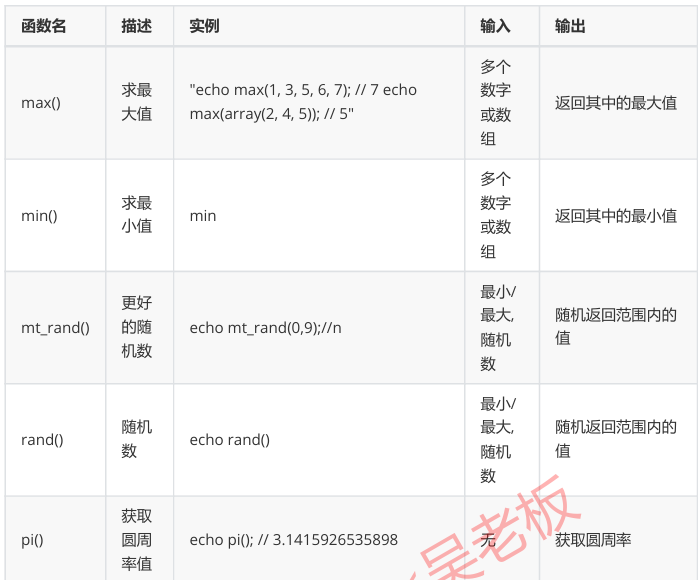 函数名 描述 实例 输入 输出
max()
求最
大值
"echo max(1, 3, 5, 6, 7); // 7 echo
max(array(2, 4, 5)); // 5"
多个
数字
或数
组
返回其中的最大值
min()
求最
小值
min
多个
数字
或数
组
返回其中的最小值
mt_rand()
更好
的随
机数
echo mt_rand(0,9);//n
最小/
最大,
随机
数
随机返回范围内的
值
rand()
随机
数
echo rand()
最小/
最大,
随机
数
随机返回范围内的
值
pi()
获取
圆周
率值
echo pi(); // 3.1415926535898
无
获取圆周率
吴老板